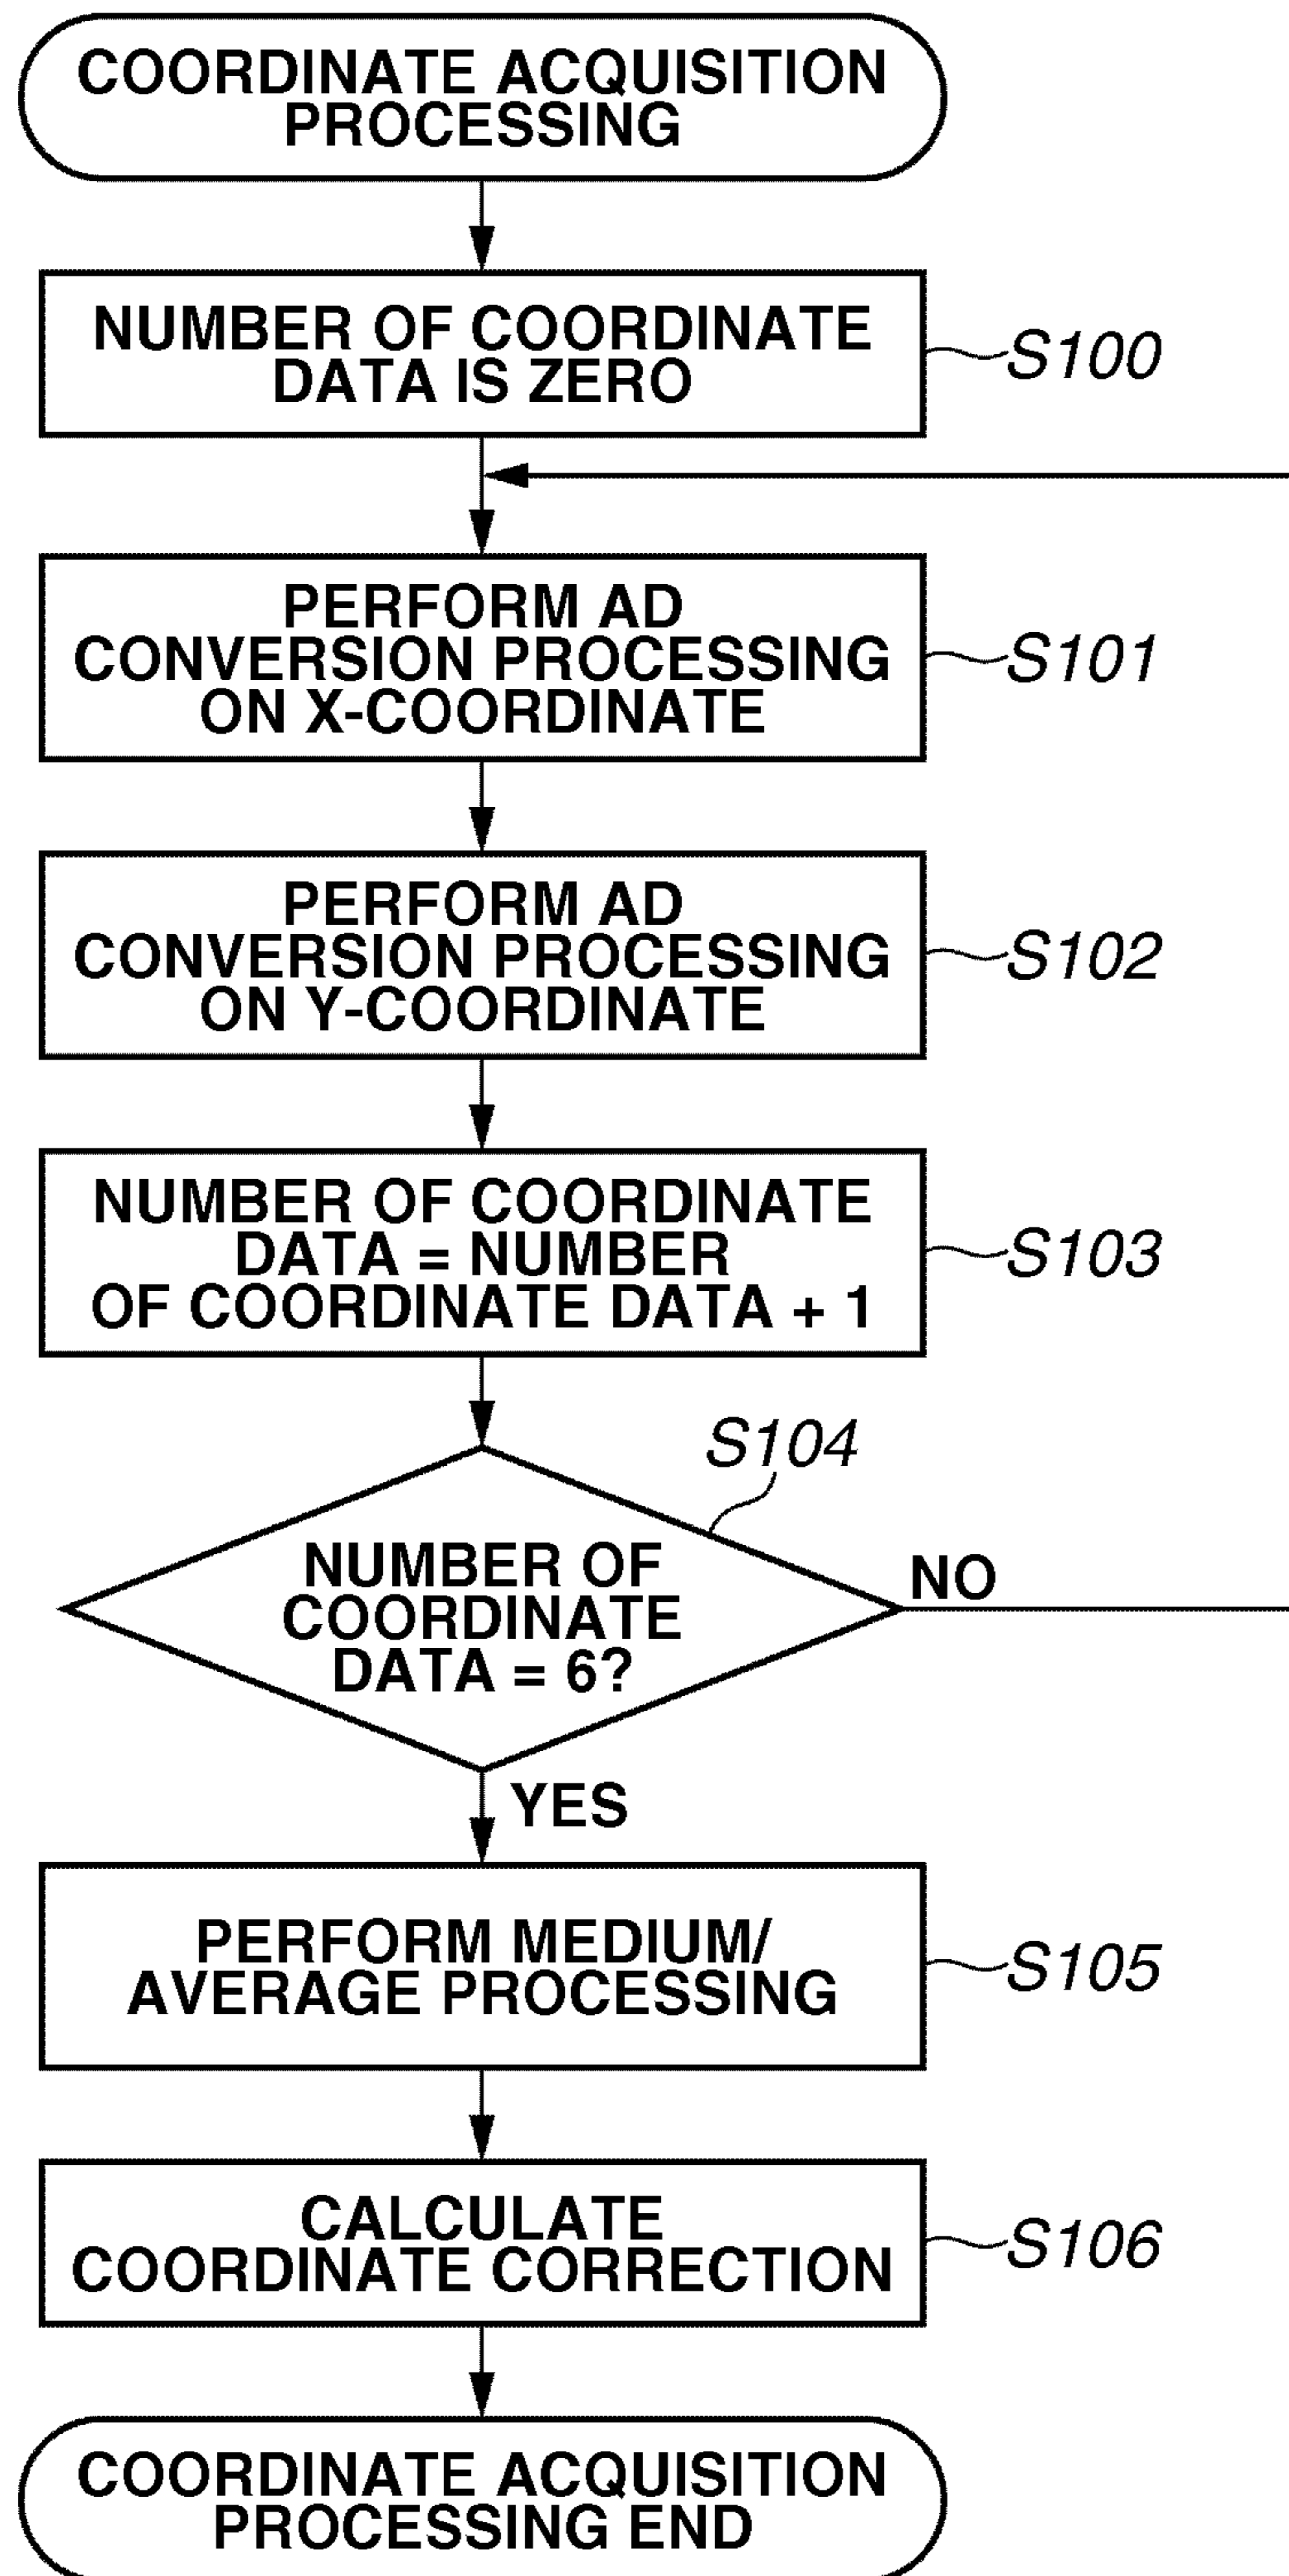 COORDINATE ACQUISITION
PROCESSING
NUMBER OF COORDINATE
DATA IS ZERO
S100
PERFORM AD
CONVERSION PROCESSING
ON X-COORDINATE
S101
PERFORM AD
CONVERSION PROCESSING
ON Y-COORDINATE
S102
NUMBER OF COORDINATE
DATA = NUMBER
OF COORDINATE DATA + 1
S103
S104
NUMBER OF
COORDINATE
DATA = 6?
NO
YES
PERFORM MEDIUM/
AVERAGE PROCESSING
S105
CALCULATE
COORDINATE CORRECTION
S106
COORDINATE ACQUISITION
PROCESSING END